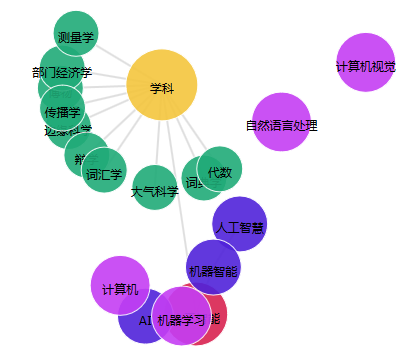 测量学
计算机视觉
部门经济学
学科
传播学
自然语言处理
词汇学
代数
大气科学
人工智慧
机器智能
计算机
AI
机器学习
能